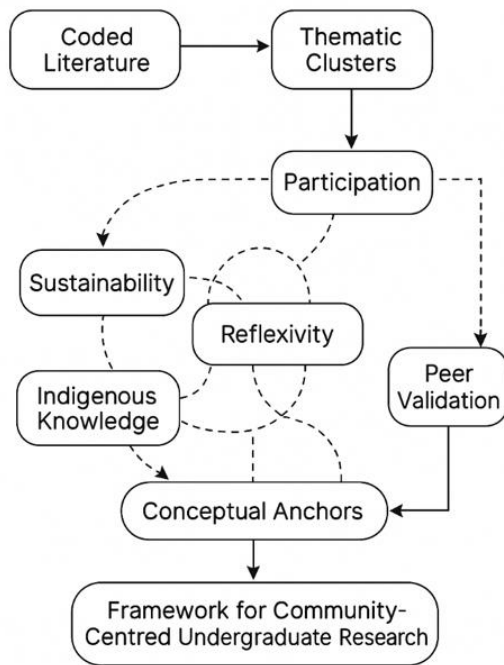 Coded
Literature
Thematic
Clusters
Participation
Sustainability
Reflexivity
Indigenous
Knowledge
Peer
Validation
Conceptual Anchors
Framework for Community-
Centred Undergraduate Research